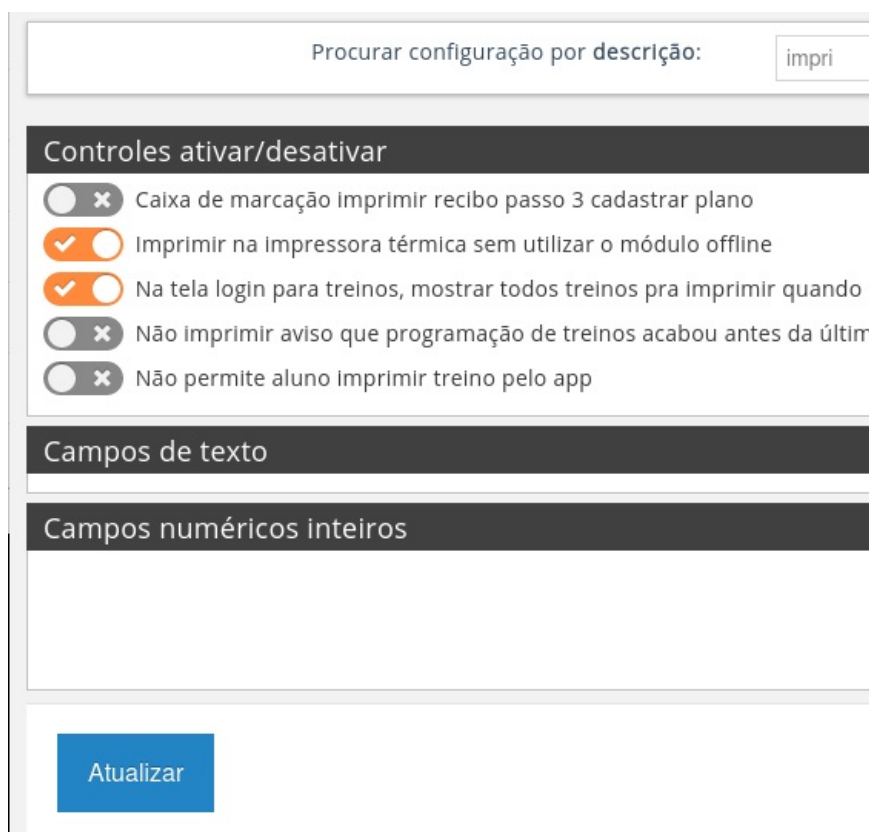 Procurar configuração por descrição:
impri
Controles ativar/desativar
Caixa de marcação imprimir recibo passo 3 cadastrar plano
Imprimir na impressora térmica sem utilizar o módulo offline
Na tela login para treinos, mostrar todos treinos pra imprimir quando
Não imprimir aviso que programação de treinos acabou antes da
Não permite aluno imprimir treino pelo app
Campos de texto
Campos numéricos inteiros
Atualizar